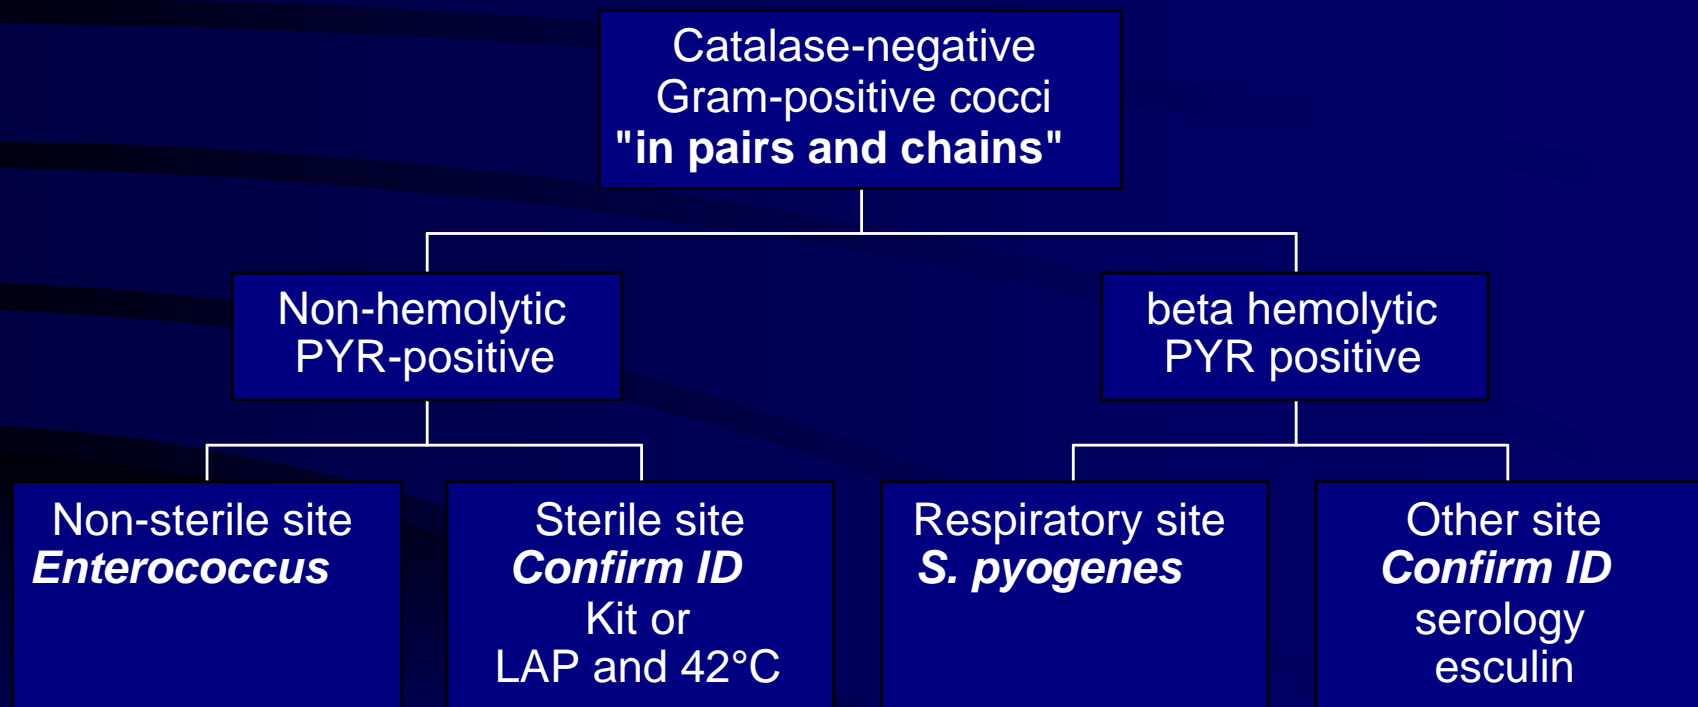 Catalase-negative
Gram-positive cocci
"in pairs and chains"
Non-hemolytic
PYR-positive
beta hemolytic
PYR positive
Non-sterile site
Enterococcus
Sterile site
Confirm ID
Kit or
LAP and 42°C
Respiratory site
S. pyogenes
Other site
Confirm ID
serology
esculin